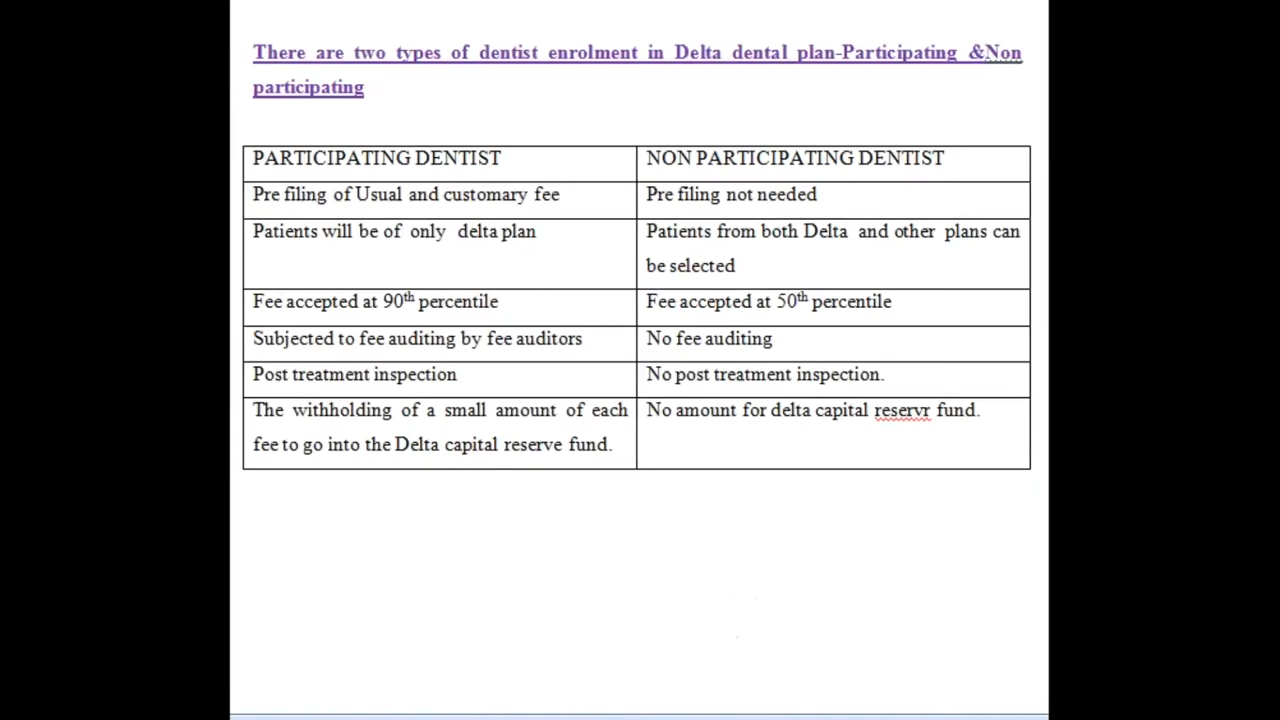 There are two types of dentist enrolment in Delta dental plan-Participating &Non
participating
PARTICIPATING DENTIST
NON PARTICIPATING DENTIST
Pre filing of Usual and customary fee
Pre filing not needed
Patients will be of only delta plan
Patients from both Delta and other plans can
be selected
Fee accepted at 90th percentile
Fee accepted at 50th percentile
Subjected to fee auditing by fee auditors
No fee auditing
Post treatment inspection
No post treatment inspection.
The withholding of a small amount of each
fee to go into the Delta capital reserve fund.
No amount for delta capital reservr fund.